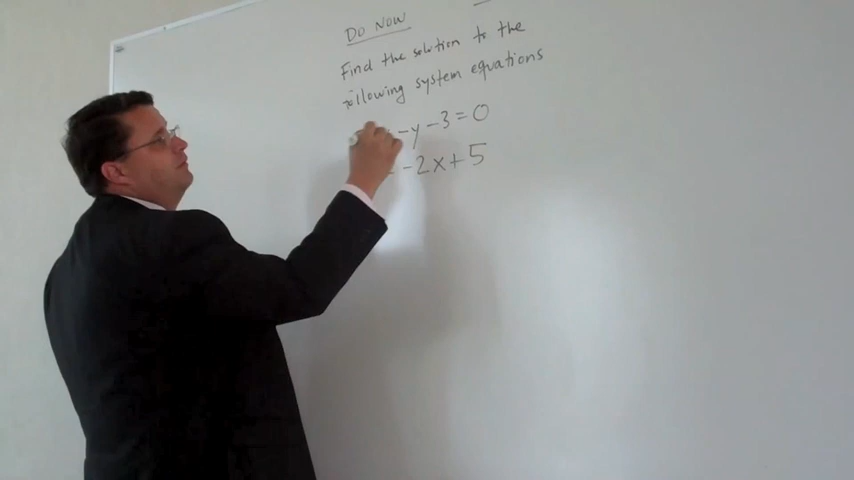 DO NOW
Find the solution to the
following system equations
-y-3=0
-2x+5